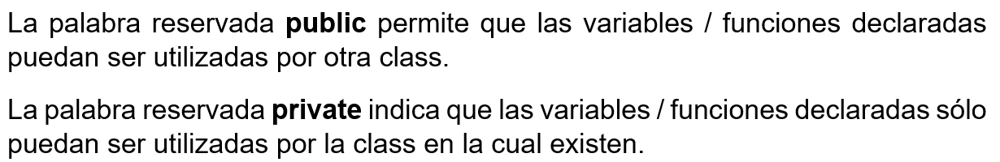 La palabra reservada public permite que las variables / funciones declaradas
puedan ser utilizadas por otra class.
La palabra reservada private indica que las variables / funciones declaradas sólo
puedan ser utilizadas por la class en la cual existen.